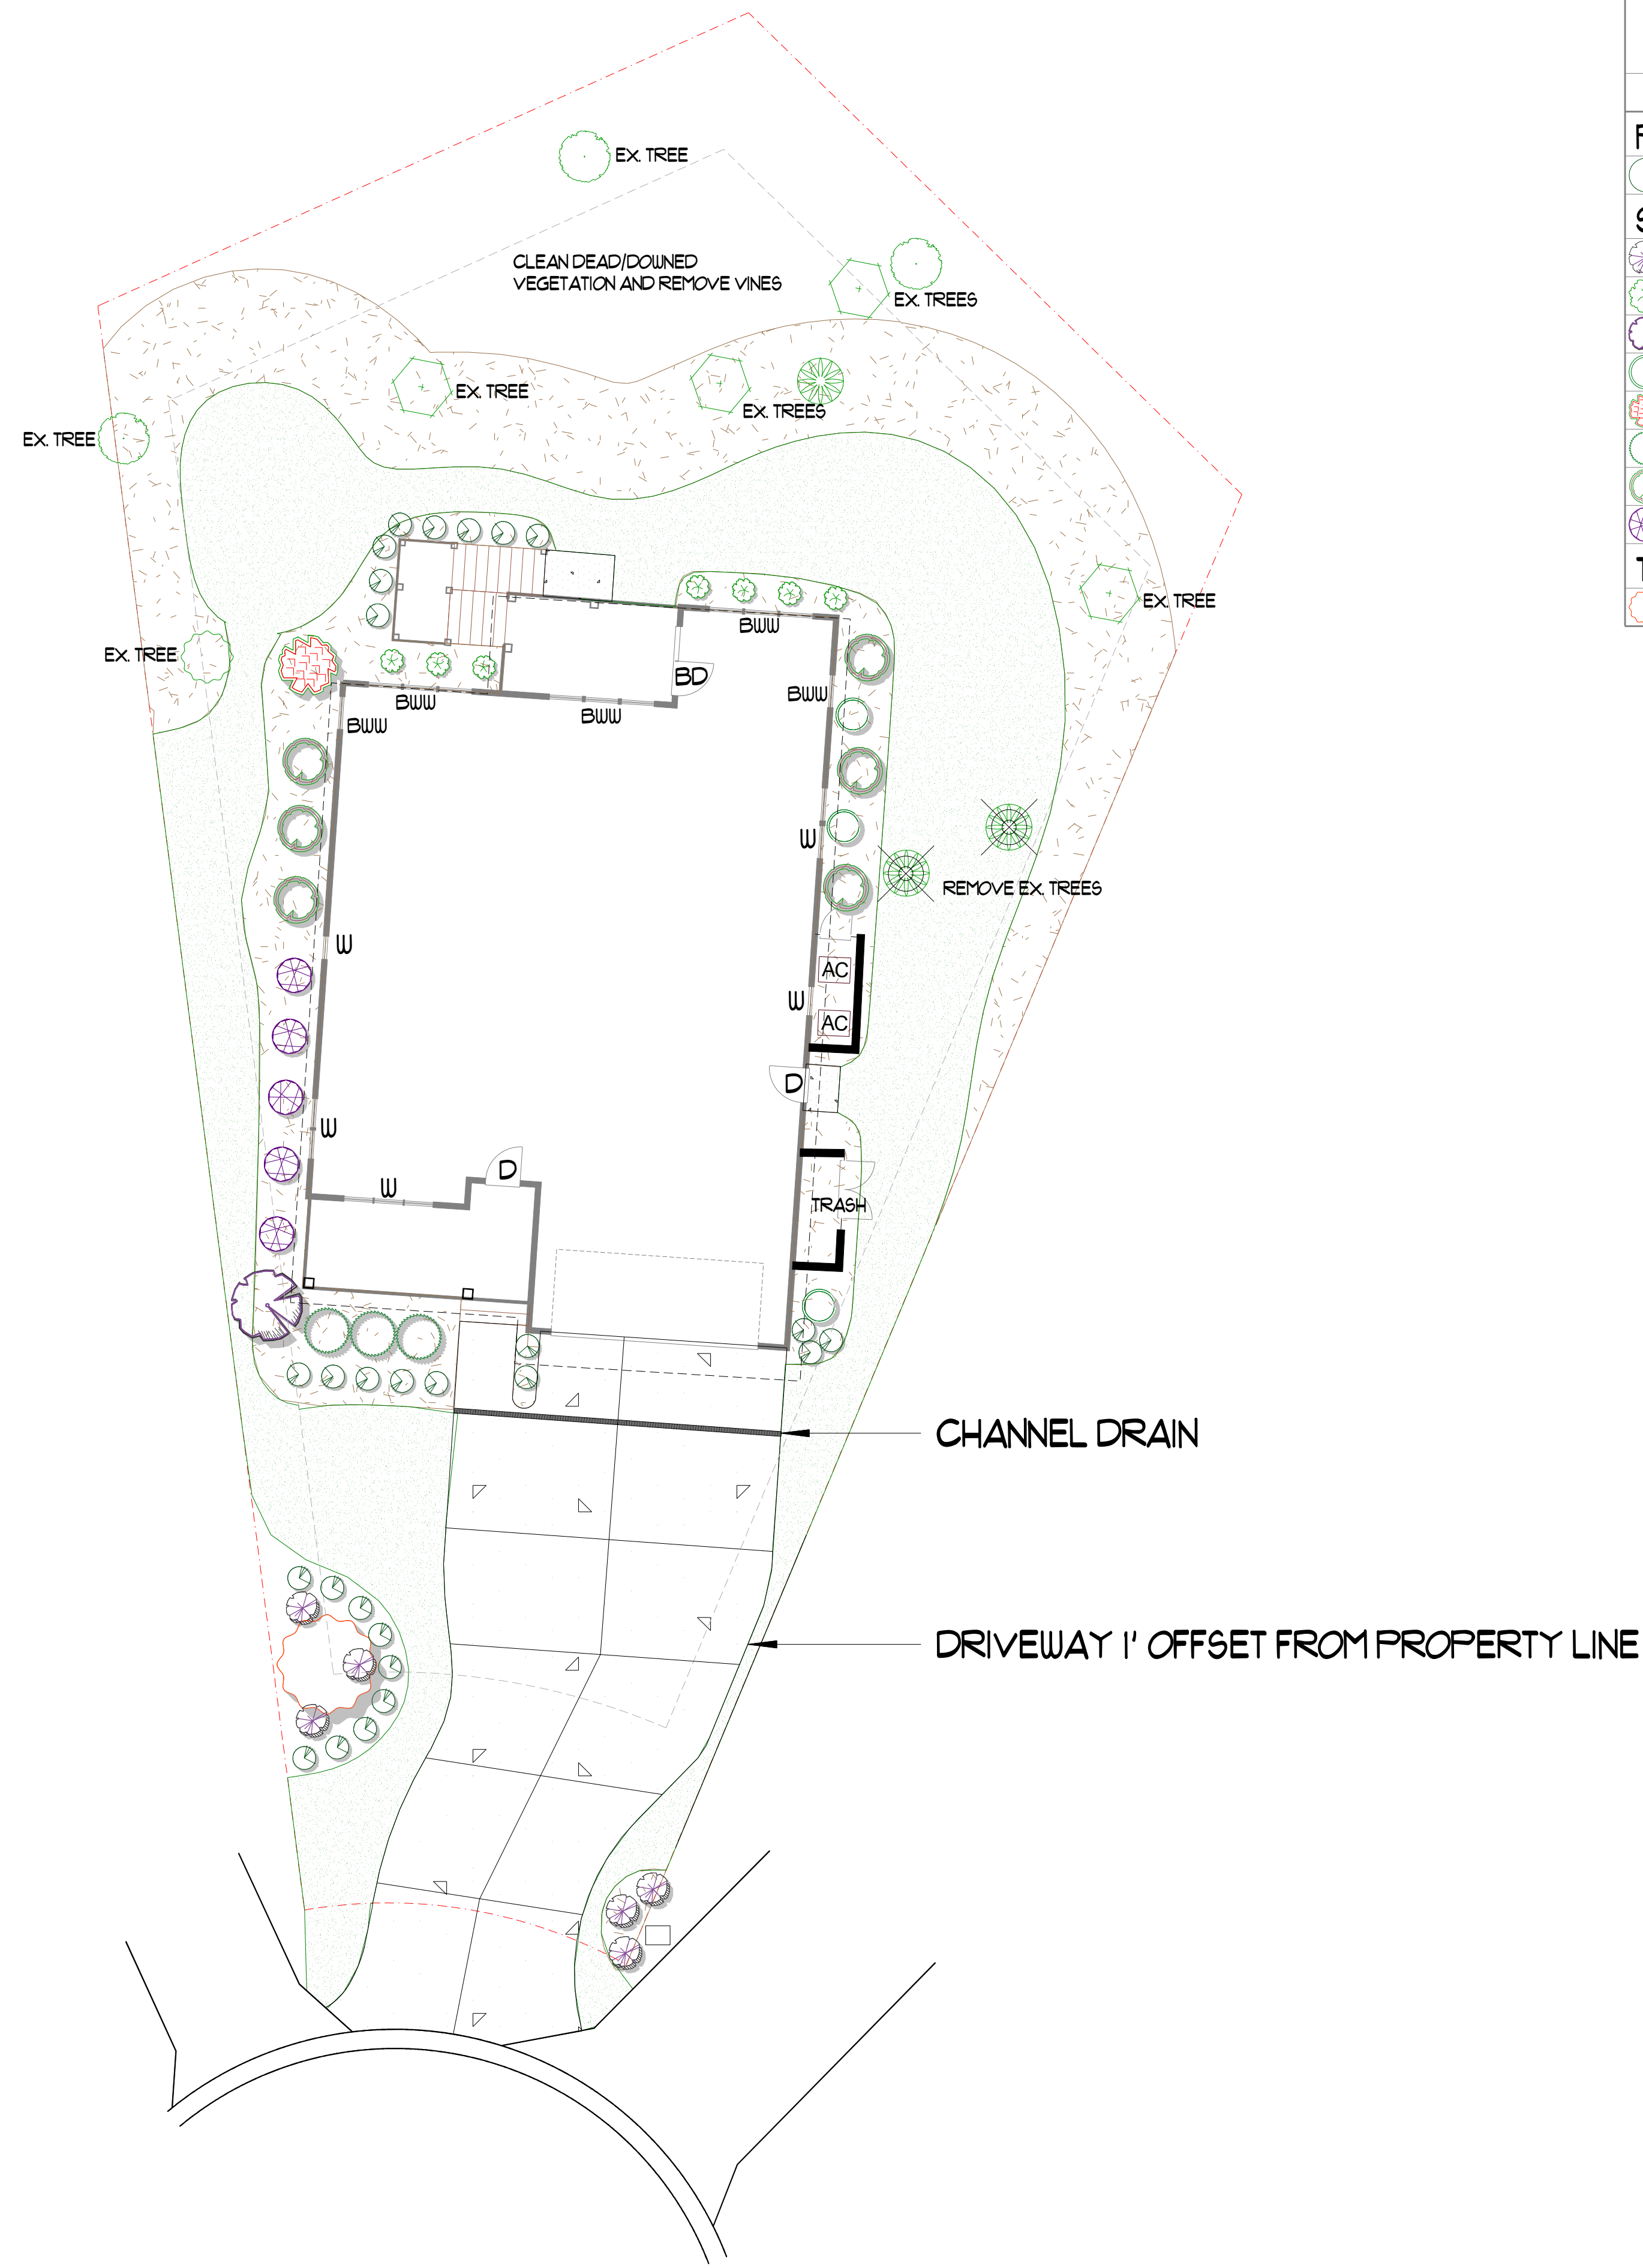 EX. TREE
CLEAN DEAD/DOWNED
VEGETATION AND REMOVE VINES
EX. TREES
EX. TREE
EX. TREES
EX. TREE
EX. TREE
EX. TREE
BWW
BD
BWW
BWW
BWW
BWW
W
REMOVE EX. TREES
W
AC
W
AC
D
W
D
W
TRASH
CHANNEL DRAIN
DRIVEWAY 1' OFFSET FROM PROPERTY LINE